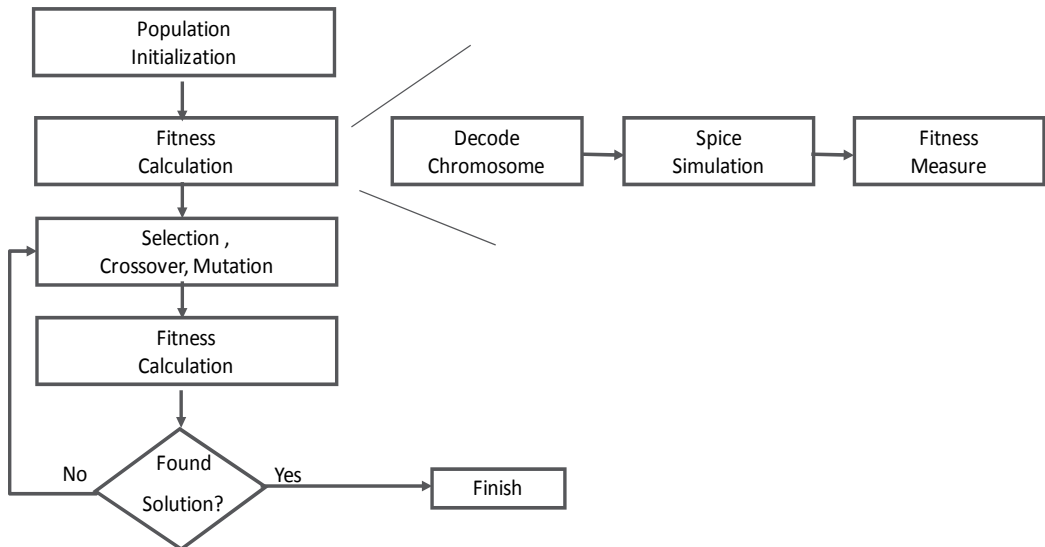 Population
Initialization
Fitness
Calculation
Decode
Chromosome
Spice
Simulation
Fitness
Measure
Selection ,
Crossover, Mutation
Fitness
Calculation
Found
Solution?
No
Yes
Finish